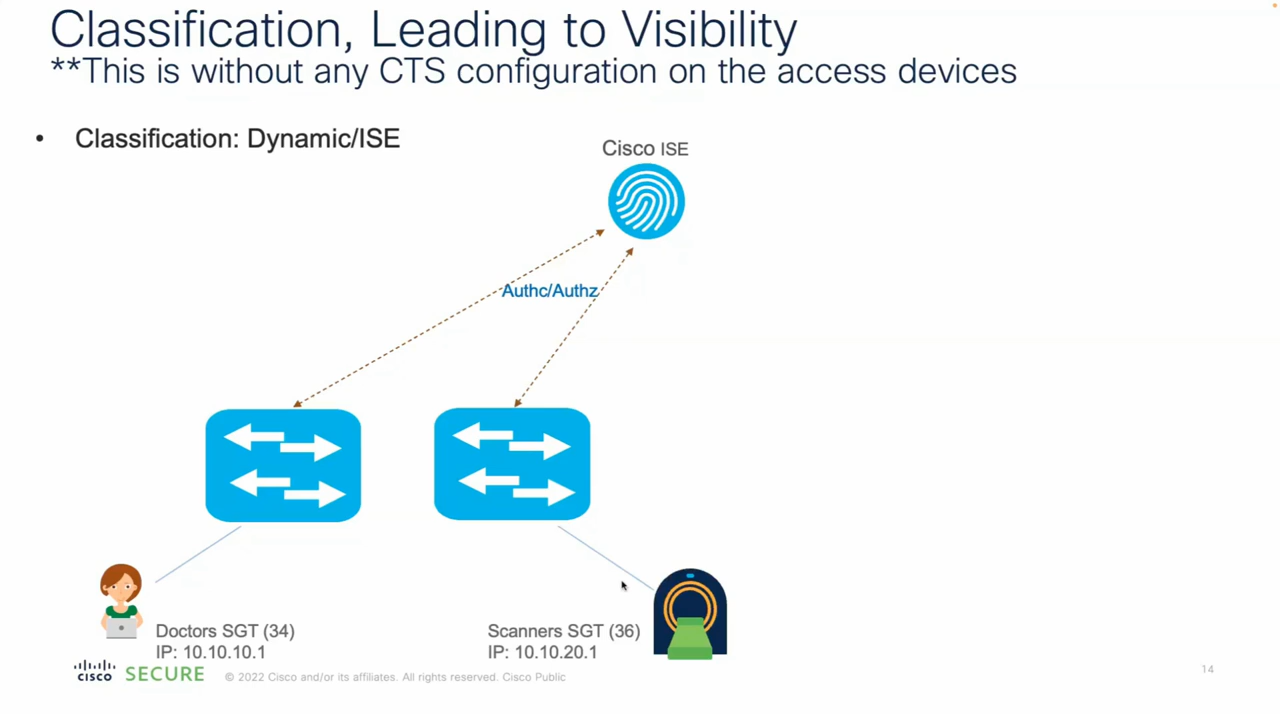 Classification, Leading to Visibility
**This is without any CTS configuration on the access devices
• Classification: Dynamic/ISE
Cisco ISE
Authc/Authz
Doctors SGT (34)
IP: 10.10.10.1
Scanners SGT (36)
IP: 10.10.20.1
cisco SECURE
© 2022 Cisco and/or its affiliates. All rights reserved. Cisco Public
14